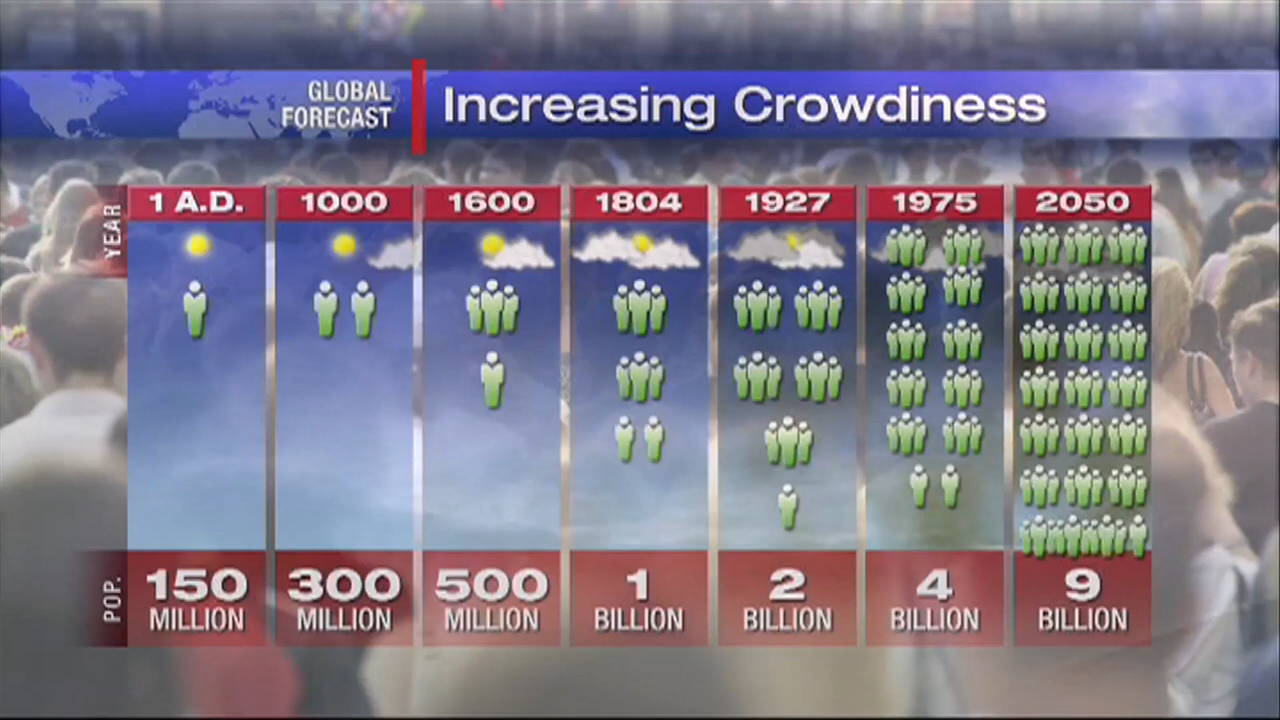 GLOBAL
FORECAST
Increasing Crowdiness
YEAR
1 A.D. 1000 1600 1804 1927 1975 2050
POP.
150 300 500 1 2 4 9
MILLION MILLION MILLION BILLION BILLION BILLION BILLION